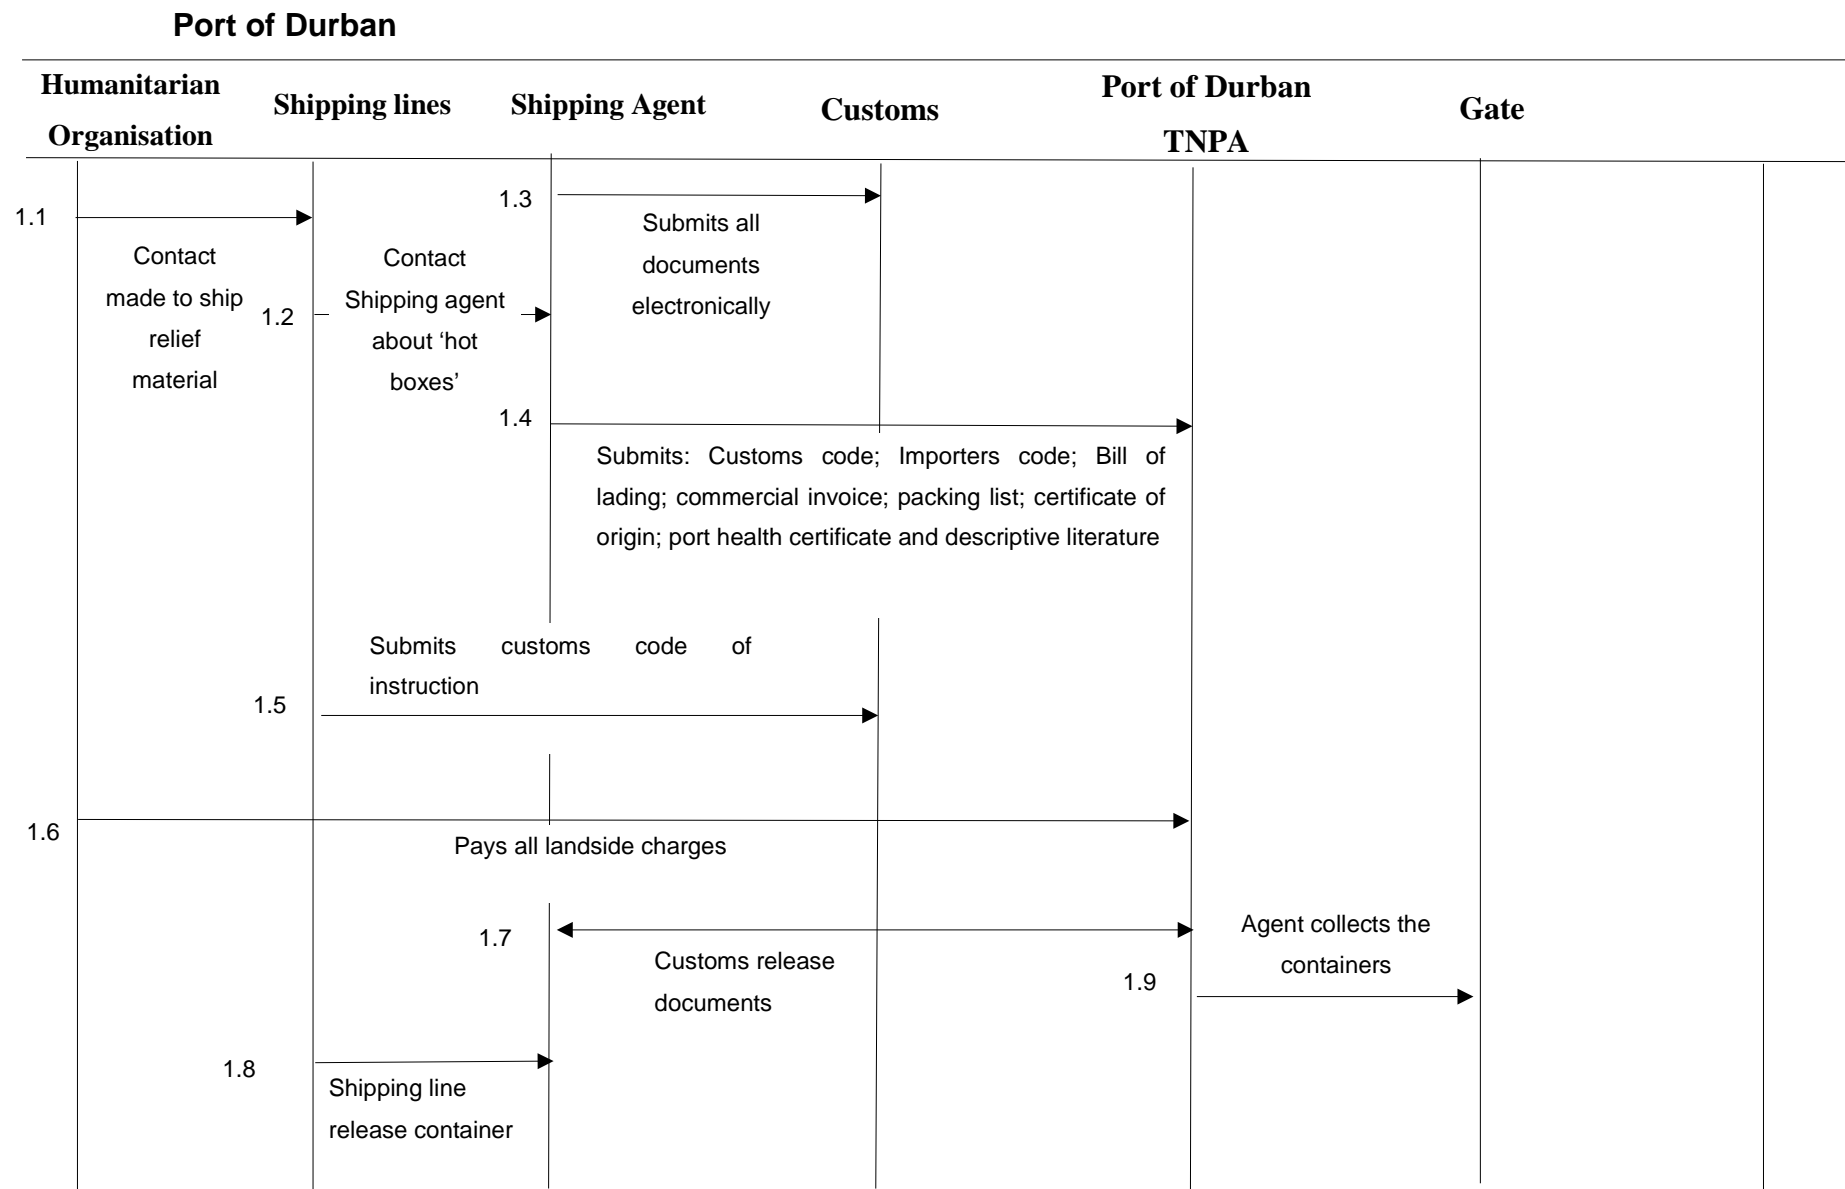 Port of Durban
Humanitarian
Organisation
Shipping lines
Shipping Agent
Customs
Port of Durban
TNPA
Gate
1.1
Contact
made to ship
relief
material
1.2
Contact
Shipping agent
about ‘hot
boxes’
1.3
Submits all
documents
electronically
1.4
Submits: Customs code; Importers code; Bill of
lading; commercial invoice; packing list; certificate of
origin; port health certificate and descriptive literature
Submits customs code of
instruction
1.5
1.6
Pays all landside charges
1.7
Customs release
documents
Agent collects the
containers
1.9
1.8
Shipping line
release container